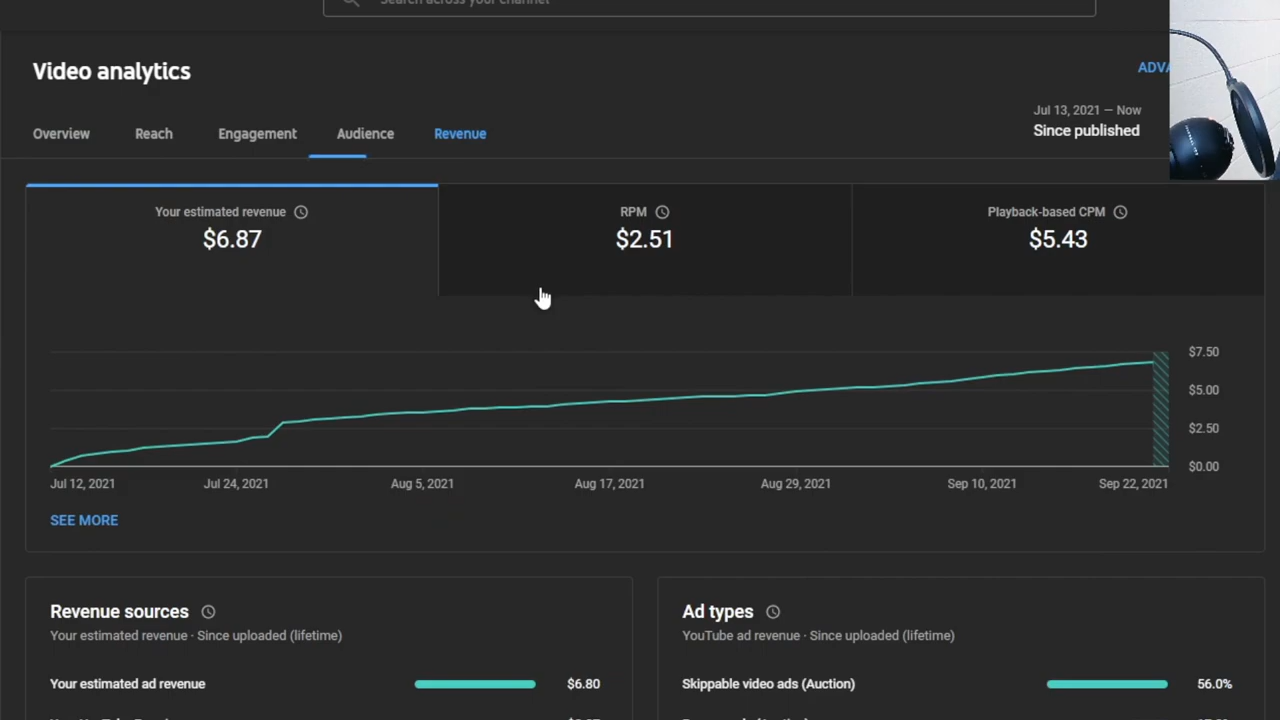 Search across your channel
Video analytics
ADVA
Jul 13, 2021 — Now
Since published
Overview Reach Engagement Audience Revenue
Your estimated revenue RPM Playback-based CPM
$6.87 $2.51 $5.43
$7.50
$5.00
$2.50
$0.00
Jul 12, 2021 Jul 24, 2021 Aug 5, 2021 Aug 17, 2021 Aug 29, 2021 Sep 10, 2021 Sep 22, 2021
SEE MORE
Revenue sources
Your estimated revenue · Since uploaded (lifetime)
Your estimated ad revenue $6.80
Ad types
YouTube ad revenue · Since uploaded (lifetime)
Skippable video ads (Auction) 56.0%